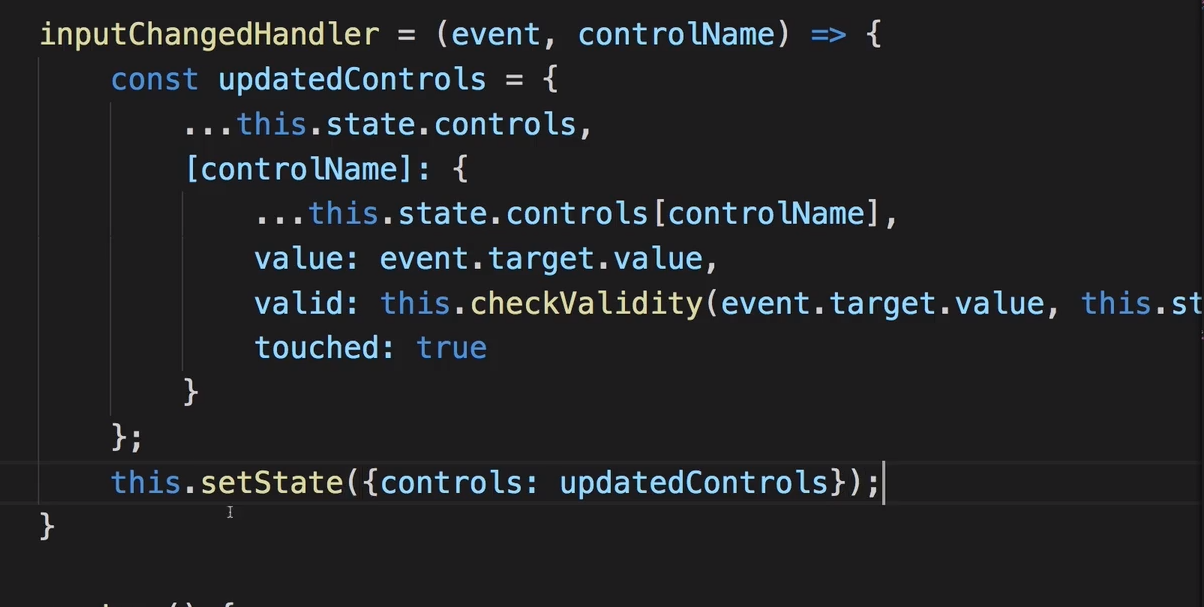 inputChangedHandler = (event, controlName) => {
const updatedControls = {
...this.state.controls,
[controlName]: {
...this.state.controls[controlName],
value: event.target.value,
valid: this.checkValidity(event.target.value, this.st
touched: true
}
};
this.setState({controls: updatedControls});
}
() {